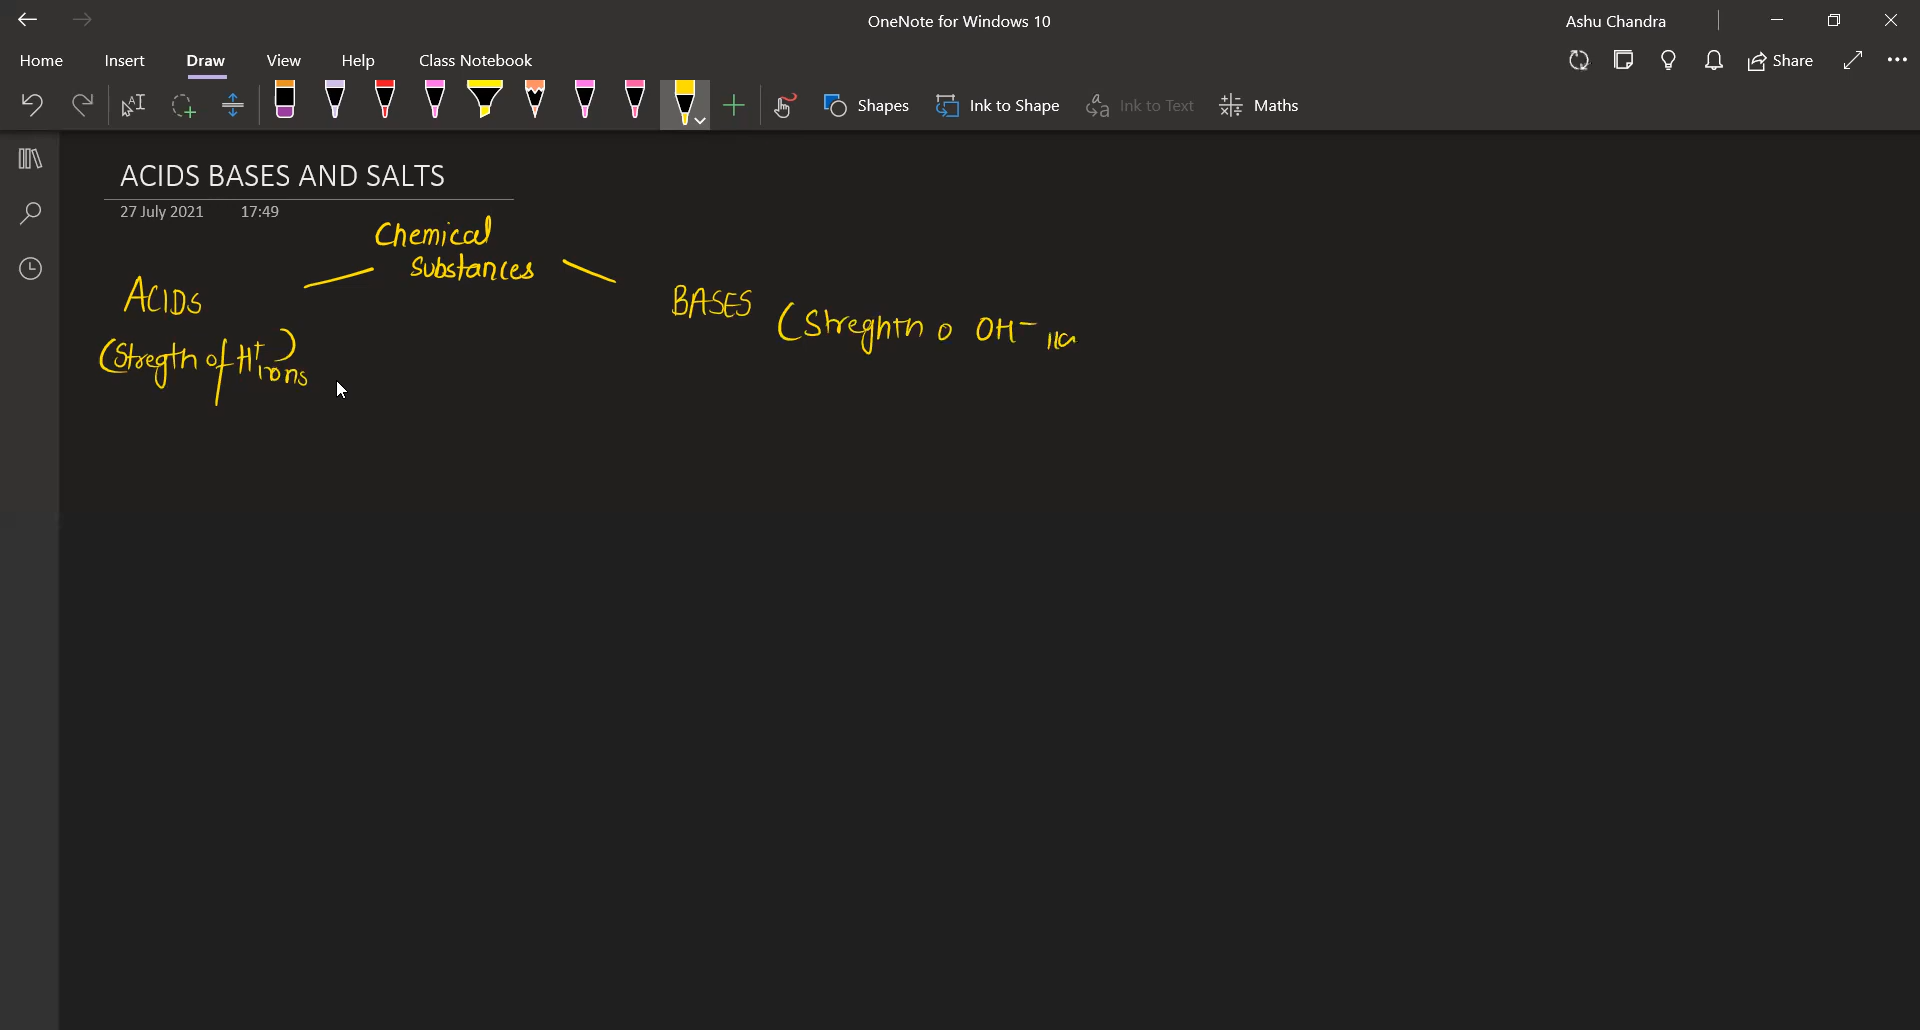 OneNote for Windows 10
Ashu Chandra
Home Insert Draw View Help Class Notebook
Share
Shapes Ink to Shape Ink to Text Maths
ACIDS BASES AND SALTS
27 July 2021 17:49
Chemical
Substances
ACIDS
BASES
(Streghtn o OH⁻
(Stregth of H⁺)
ions